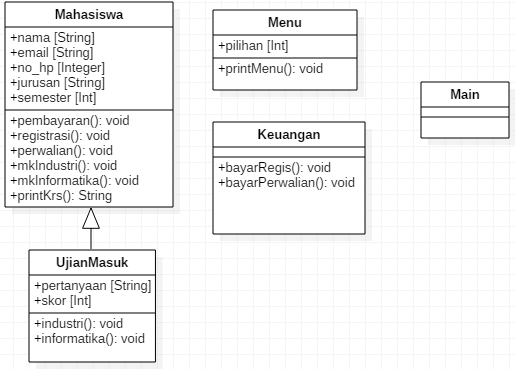 Mahasiswa
+nama [String]
+email [String]
+no_hp [Integer]
+jurusan [String]
+semester [Int]
+pembayaran(): void
+registrasi(): void
+perwalian(): void
+mkIndustri(): void
+mkInformatika(): void
+printKrs(): String
UjianMasuk
+pertanyaan [String]
+skor [Int]
+industri(): void
+informatika(): void
Menu
+pilihan [Int]
+printMenu(): void
Keuangan
+bayarRegis(): void
+bayarPerwalian(): void
Main